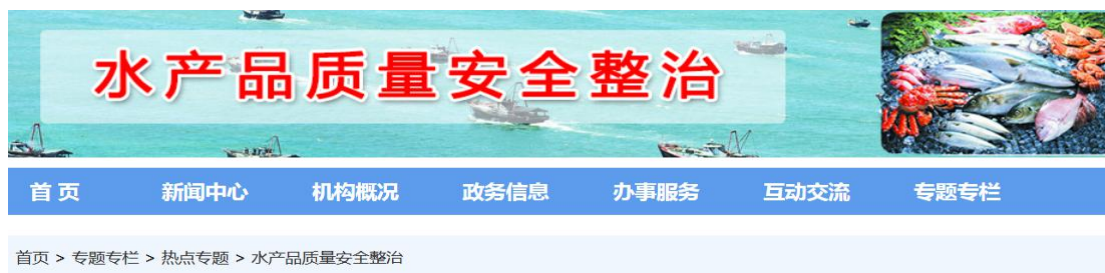 水产品质量安全整治
首页 新闻中心 机构概况 政务信息 办事服务 互动交流 专题专栏
首页 > 专题专栏 > 热点专题 > 水产品质量安全整治